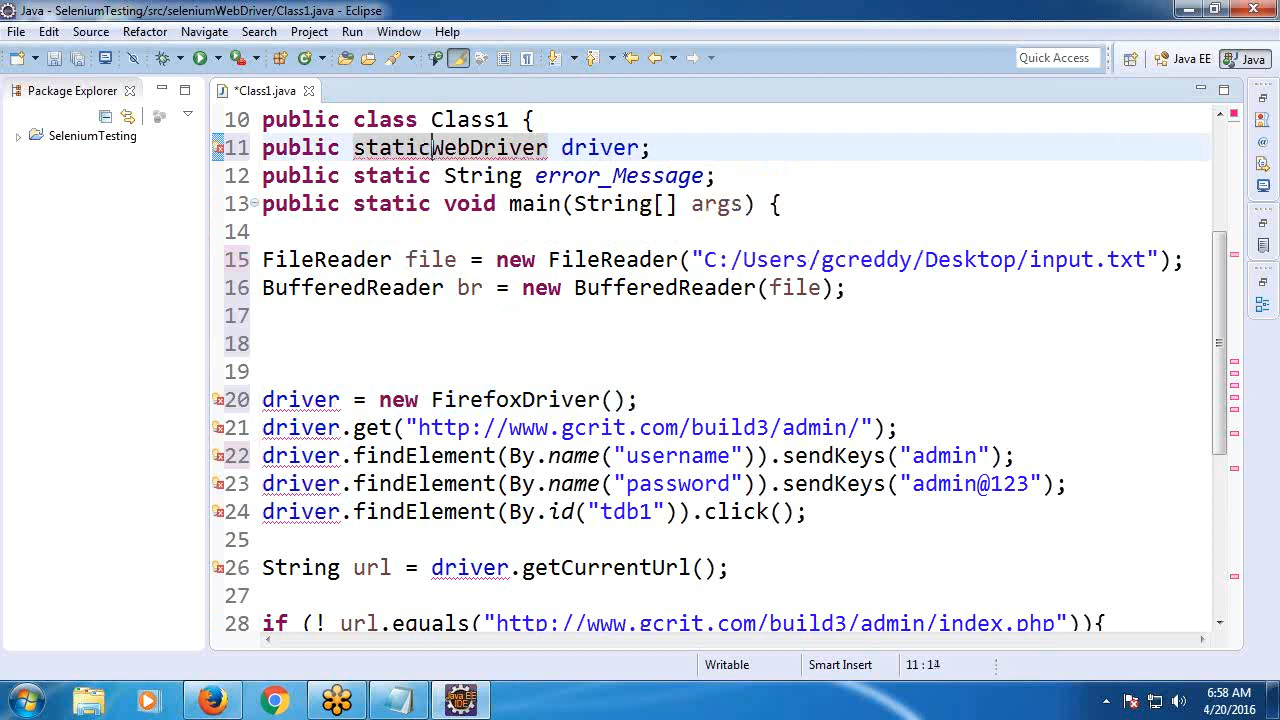 Java - SeleniumTesting/src/seleniumWebDriver/Class1.java - Eclipse
File Edit Source Refactor Navigate Search Project Run Window Help
Quick Access Java EE Java
Package Explorer *Class1.java
SeleniumTesting
10 public class Class1 {
11 public staticWebDriver driver;
12 public static String error_Message;
13 public static void main(String[] args) {
14
15 FileReader file = new FileReader("C:/Users/gcreddy/Desktop/input.txt");
16 BufferedReader br = new BufferedReader(file);
17
18
19
20 driver = new FirefoxDriver();
21 driver.get("http://www.gcrit.com/build3/admin/");
22 driver.findElement(By.name("username")).sendKeys("admin");
23 driver.findElement(By.name("password")).sendKeys("admin@123");
24 driver.findElement(By.id("tdb1")).click();
25
26 String url = driver.getCurrentUrl();
27
28 if (! url.equals("http://www.gcrit.com/build3/admin/index.php")){
Writable Smart Insert 11 : 14
Java EE
IDE
6:58 AM
4/20/2016